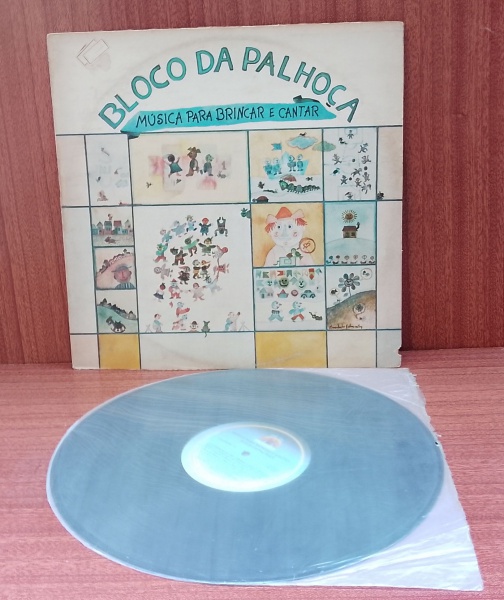 BLOCO DA PALHOÇA
MÚSICA PARA BRINCAR E CANTAR